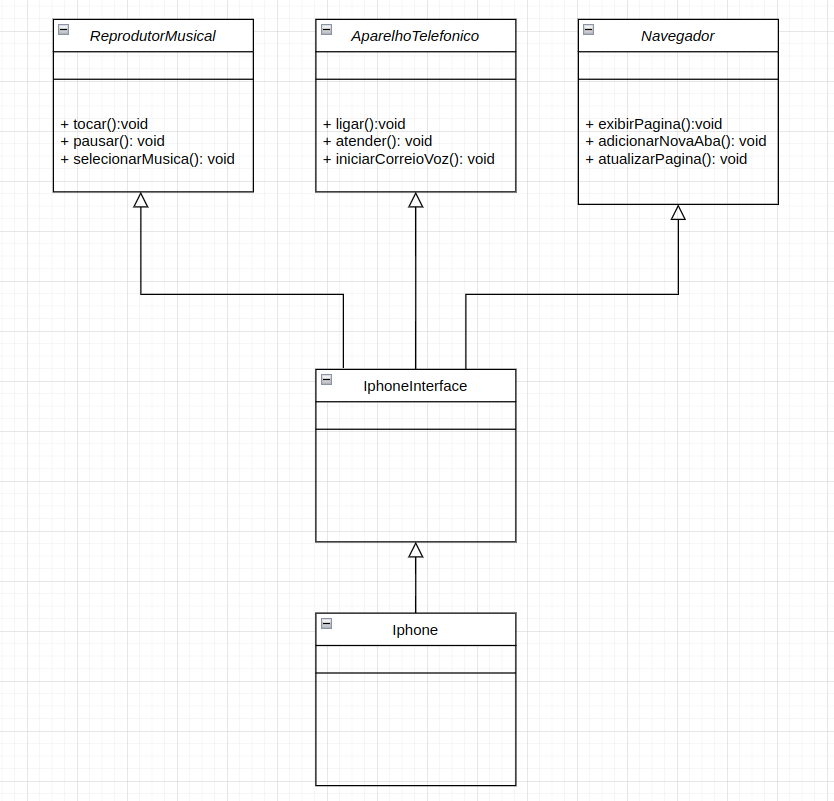 ReprodutorMusical
+ tocar():void
+ pausar(): void
+ selecionarMusica(): void
AparelhoTelefonico
+ ligar():void
+ atender(): void
+ iniciarCorreioVoz(): void
Navegador
+ exibirPagina():void
+ adicionarNovaAba(): void
+ atualizarPagina(): void
IphoneInterface
Iphone